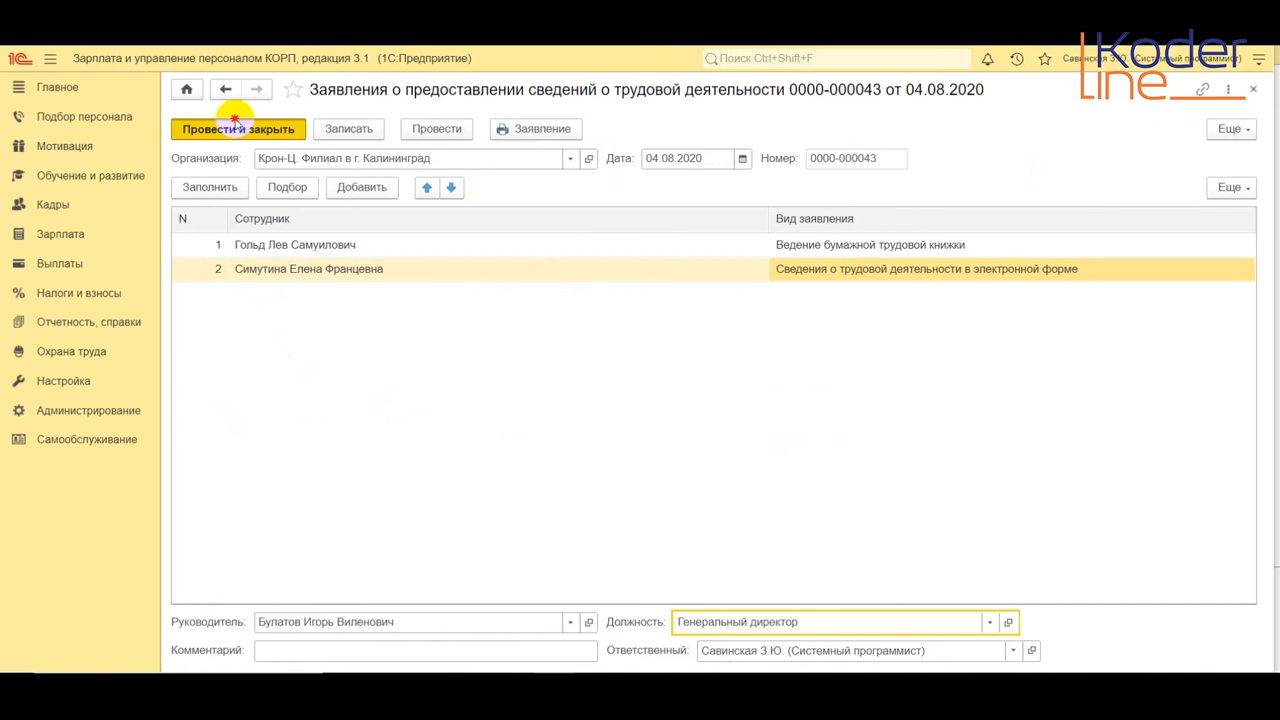 Koder
line
1С Зарплата и управление персоналом КОРП, редакция 3.1 (1С:Предприятие) Поиск Ctrl+Shift+F
Главное
Подбор персонала
Мотивация
Обучение и развитие
Кадры
Зарплата
Выплаты
Налоги и взносы
Отчетность, справки
Охрана труда
Настройка
Администрирование
Самообслуживание
Заявления о предоставлении сведений о трудовой деятельности 0000-000043 от 04.08.2020
Провести и закрыть Записать Провести Заявление Еще
Организация: Крон-Ц. Филиал в г. Калининград Дата: 04.08.2020 Номер: 0000-000043
Заполнить Подбор Добавить Еще
N Сотрудник Вид заявления
1 Гольд Лев Самуилович Ведение бумажной трудовой книжки
2 Симутина Елена Францевна Сведения о трудовой деятельности в электронной форме
Руководитель: Булатов Игорь Виленович Должность: Генеральный директор
Комментарий: Ответственный: Савинская З.Ю. (Системный программист)